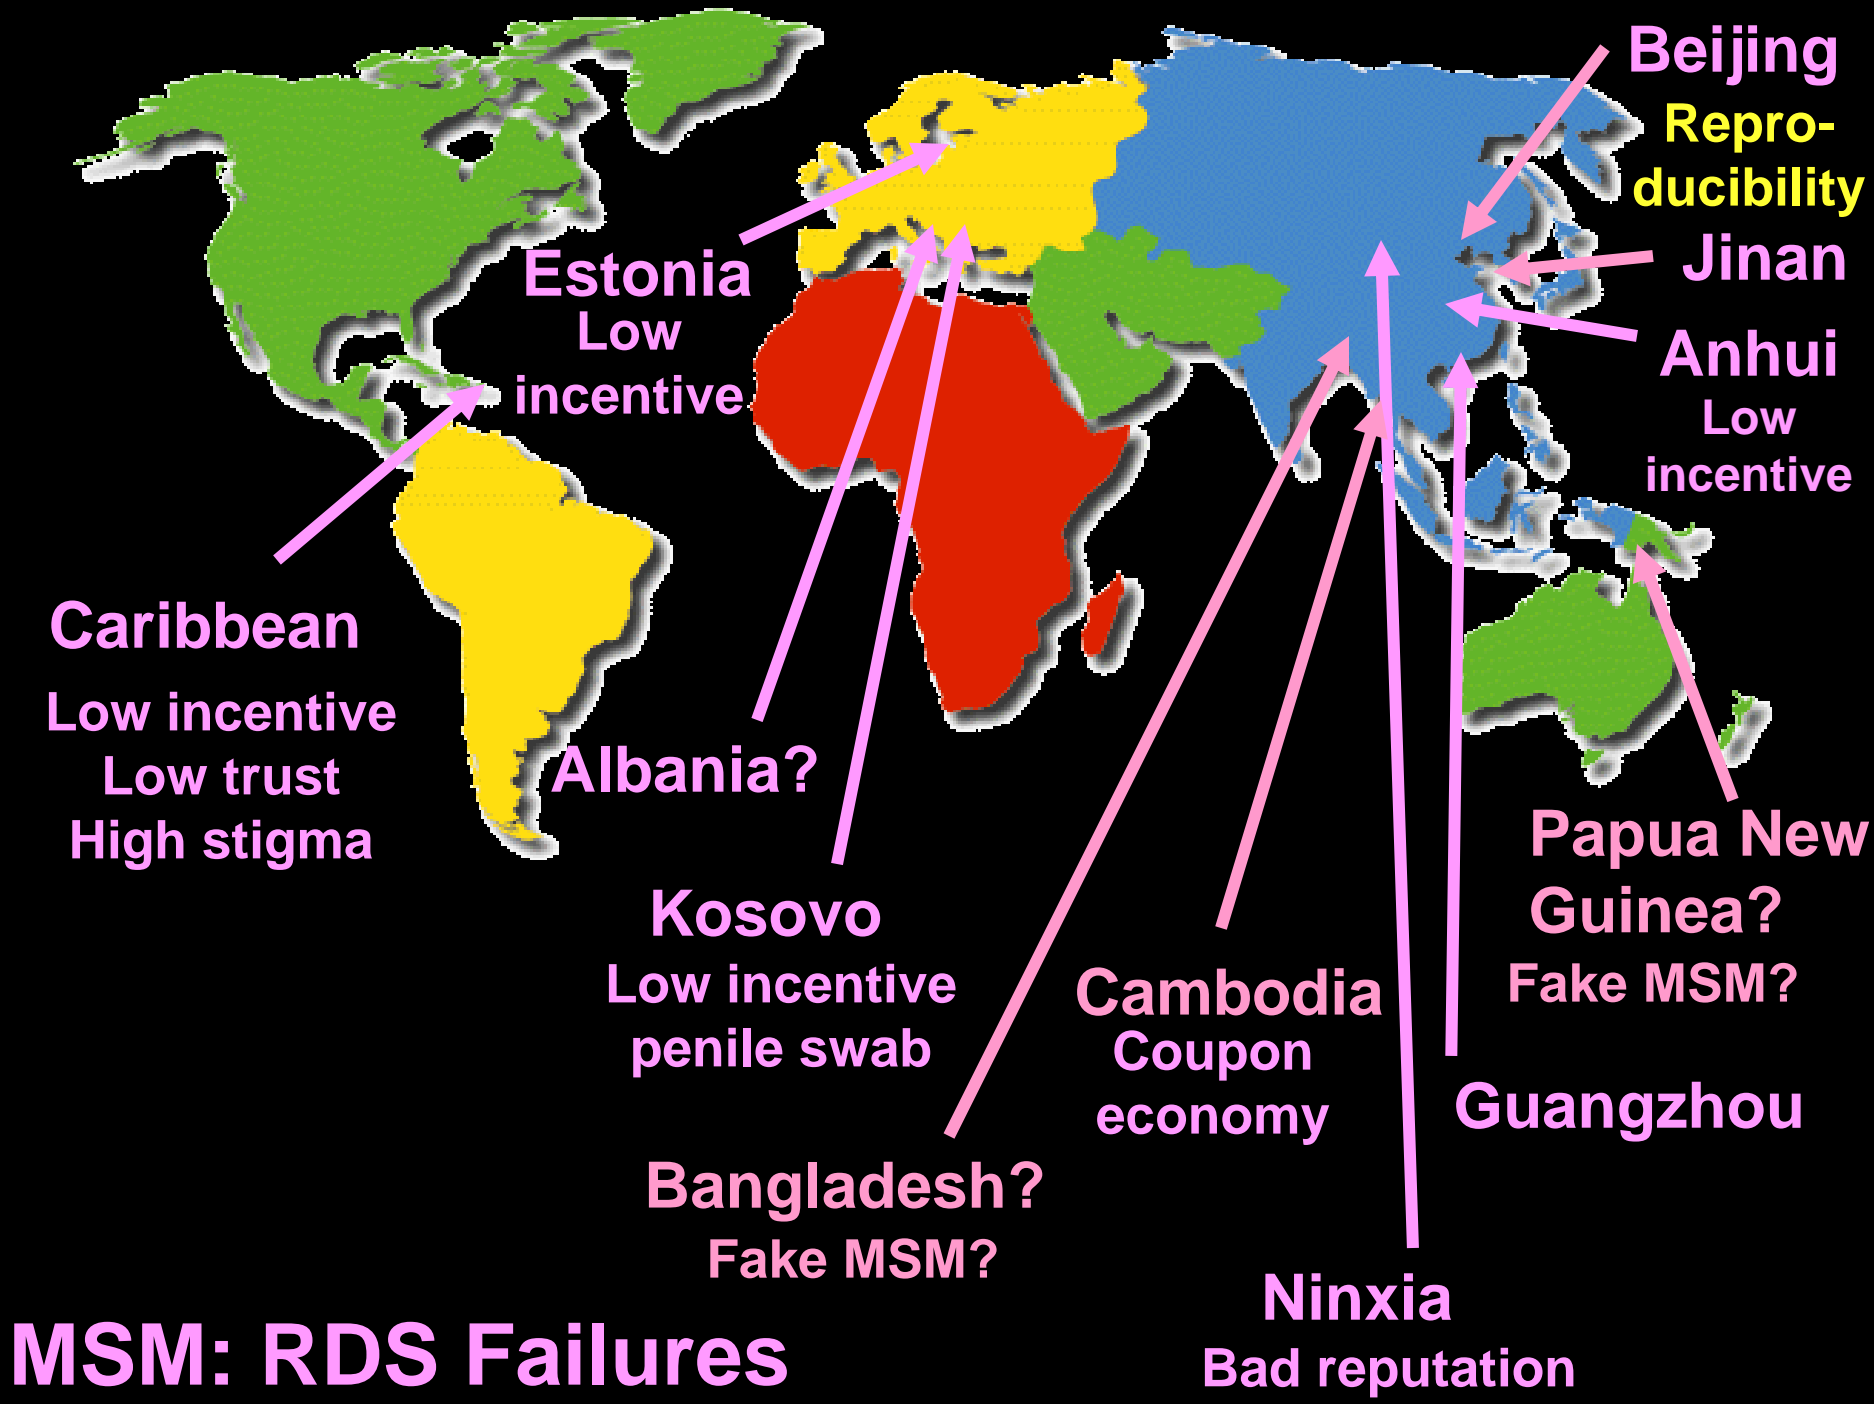 Beijing
Repro-
ducibility
Jinan
Estonia
Low
incentive
Anhui
Low
incentive
Caribbean
Low incentive
Low trust
High stigma
Albania?
Kosovo
Low incentive
penile swab
Papua New
Guinea?
Fake MSM?
Cambodia
Coupon
economy
Guangzhou
Bangladesh?
Fake MSM?
Ninxia
Bad reputation
MSM: RDS Failures